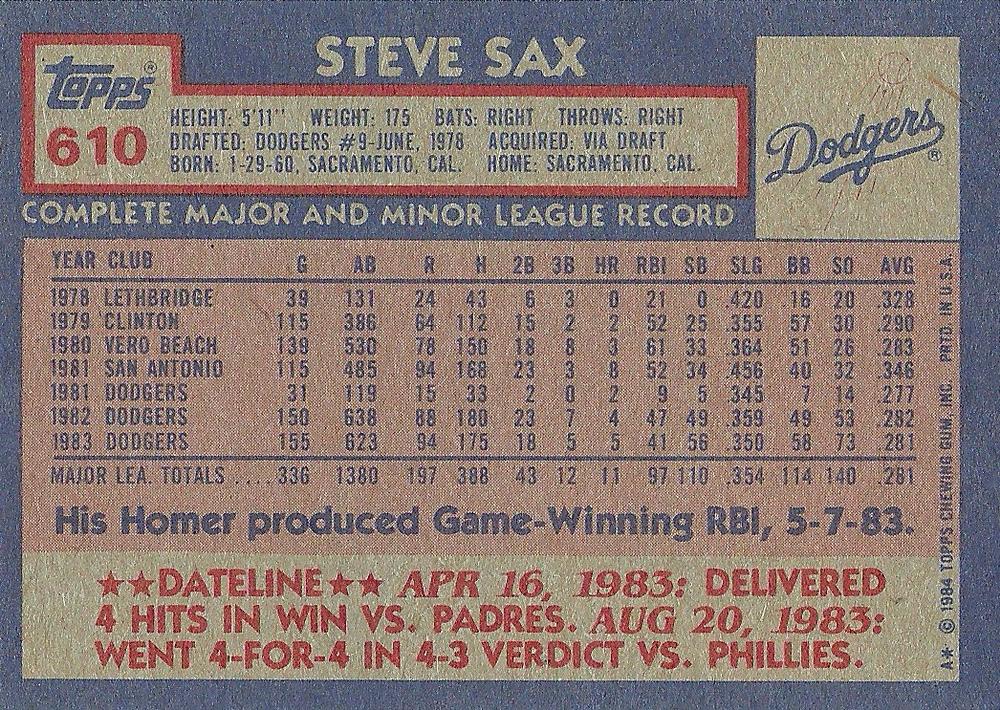 STEVE SAX
Topps®
610
HEIGHT: 5'11" WEIGHT: 175 BATS: RIGHT THROWS: RIGHT
DRAFTED: DODGERS #9-JUNE, 1978 ACQUIRED: VIA DRAFT
BORN: 1-29-60, SACRAMENTO, CAL. HOME: SACRAMENTO, CAL.
Dodgers®
COMPLETE MAJOR AND MINOR LEAGUE RECORD
YEAR CLUB G AB R H 2B 3B HR RBI SB SLG BB SO AVG
1978 LETHBRIDGE 39 131 24 43 6 3 0 21 0 .420 16 20 .328
1979 CLINTON 115 386 64 112 15 2 2 52 25 .355 57 30 .290
1980 VERO BEACH 139 530 78 150 18 8 3 61 33 .364 51 26 .283
1981 SAN ANTONIO 115 485 94 168 23 3 8 52 34 .456 40 32 .346
1981 DODGERS 31 119 15 33 2 0 2 9 5 .345 7 14 .277
1982 DODGERS 150 638 88 180 23 7 4 47 49 .359 49 53 .282
1983 DODGERS 155 623 94 175 18 5 5 41 56 .350 58 73 .281
MAJOR LEA. TOTALS .... 336 1380 197 388 43 12 11 97 110 .354 114 140 .281
His Homer produced Game-Winning RBI, 5-7-83.
★★DATELINE★★ APR 16, 1983: DELIVERED
4 HITS IN WIN VS. PADRES. AUG 20, 1983:
WENT 4-FOR-4 IN 4-3 VERDICT VS. PHILLIES.
A* © 1984 TOPPS CHEWING GUM, INC. PRTD. IN U.S.A.